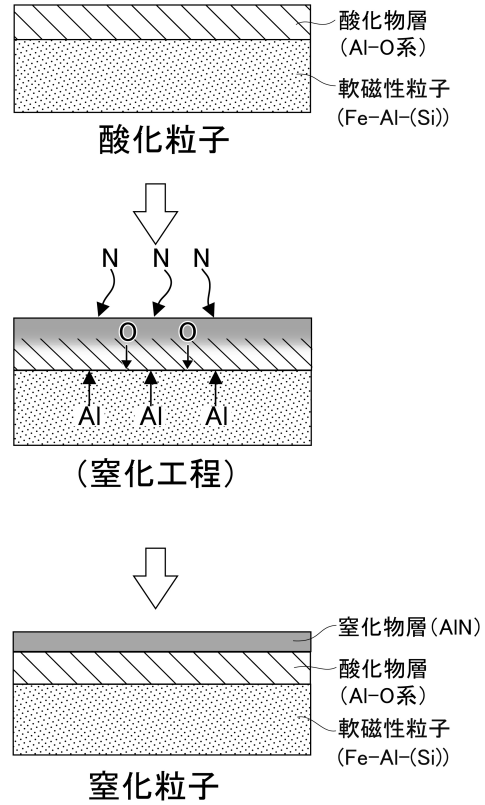 酸化物層
(Al-O系)
軟磁性粒子
(Fe-Al-(Si))
酸化粒子
N N N
O O
Al Al Al
(窒化工程)
窒化物層(AlN)
酸化物層
(Al-O系)
軟磁性粒子
(Fe-Al-(Si))
窒化粒子